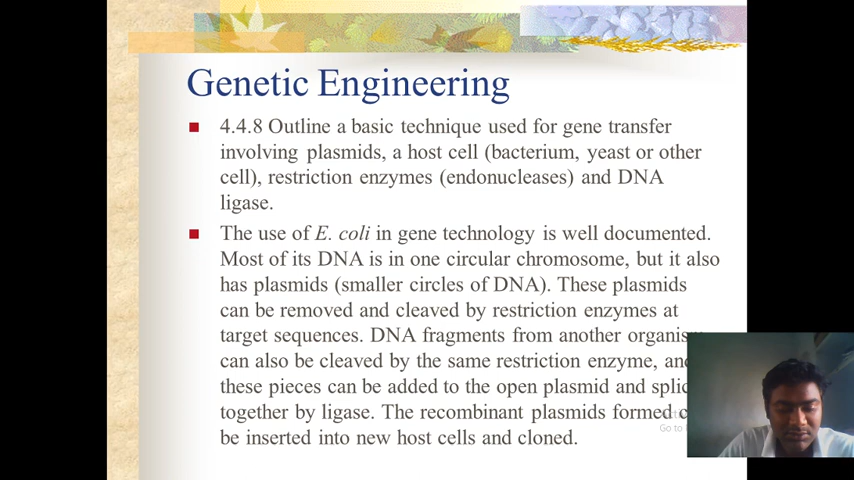 Genetic Engineering
4.4.8 Outline a basic technique used for gene transfer
involving plasmids, a host cell (bacterium, yeast or other
cell), restriction enzymes (endonucleases) and DNA
ligase.
The use of E. coli in gene technology is well documented.
Most of its DNA is in one circular chromosome, but it also
has plasmids (smaller circles of DNA). These plasmids
can be removed and cleaved by restriction enzymes at
target sequences. DNA fragments from another
can also be cleaved by the same restriction enzyme,
these pieces can be added to the open plasmid and
together by ligase. The recombinant plasmids formed
Go to
be inserted into new host cells and cloned.